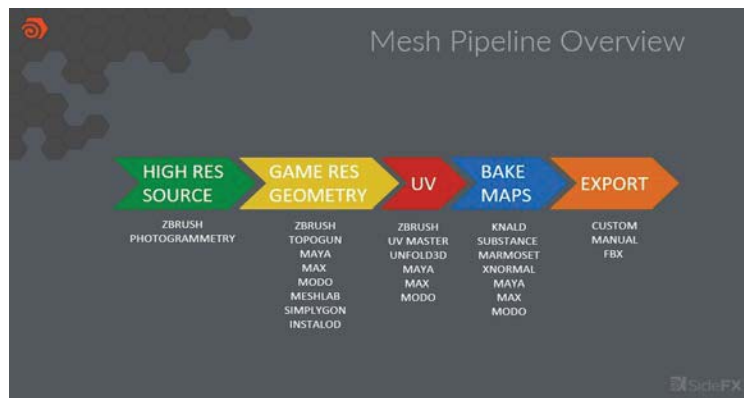 Mesh Pipeline Overview
HIGH RES
SOURCE
ZBRUSH
PHOTOGRAMMETRY
GAME RES
GEOMETRY
ZBRUSH
TOPOGUN
MAYA
MAX
MODO
MESHLAB
SIMPLYGON
INSTALOD
UV
ZBRUSH
UV MASTER
UNFOLD3D
MAYA
MAX
MODO
BAKE
MAPS
KNALD
SUBSTANCE
MARMOSET
XNORMAL
MAYA
MAX
MODO
EXPORT
CUSTOM
MANUAL
FBX
SideFX